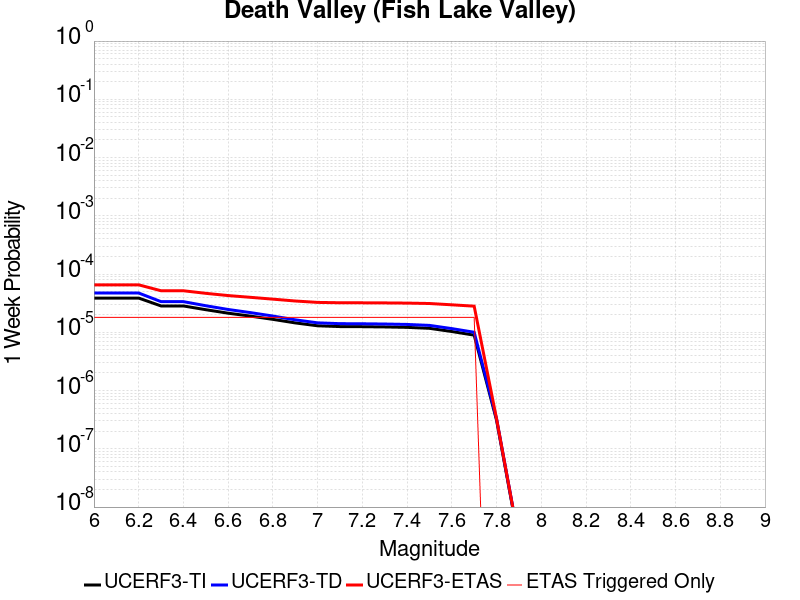 Death Valley (Fish Lake Valley)
10 0
10 -1
10 -2
10 -3
10 -4
10 -5
10 -6
10 -7
10 -8
1 Week Probability
6 6.2 6.4 6.6 6.8 7 7.2 7.4 7.6 7.8 8 8.2 8.4 8.6 8.8 9
Magnitude
UCERF3-TI UCERF3-TD UCERF3-ETAS ETAS Triggered Only